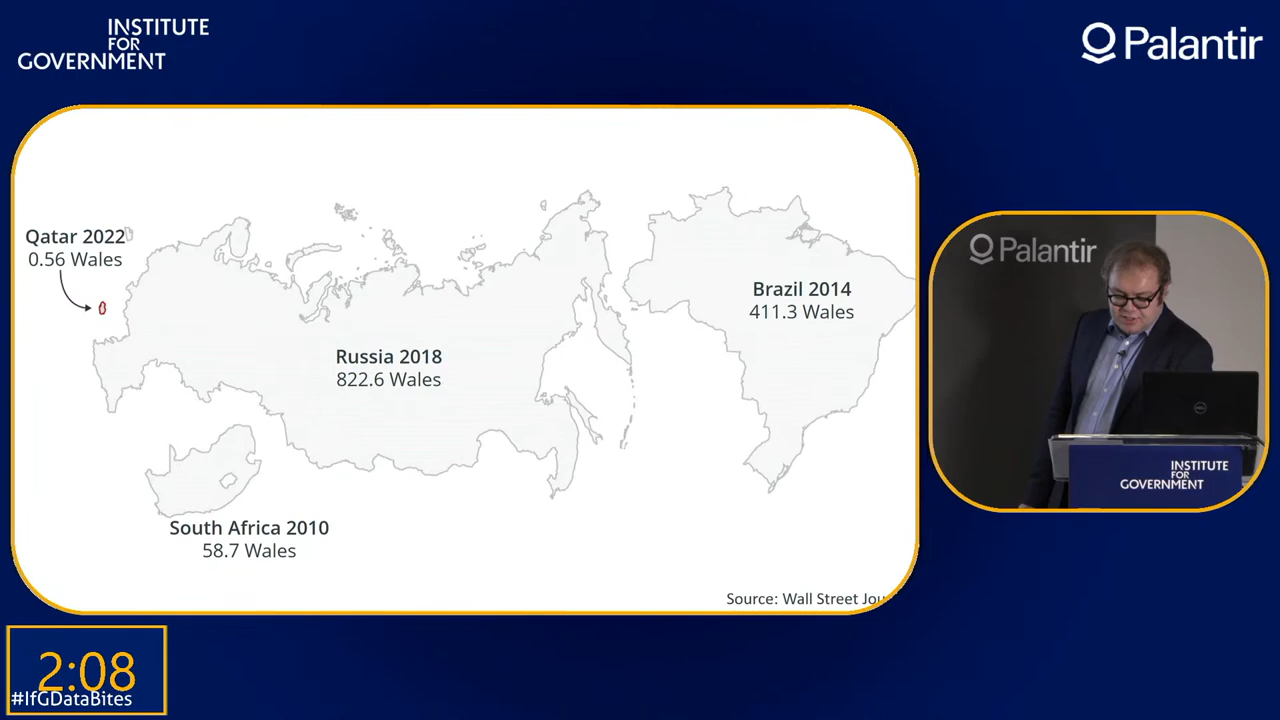 INSTITUTE
FOR
GOVERNMENT
Palantir
Qatar 2022
0.56 Wales
Russia 2018
822.6 Wales
Brazil 2014
411.3 Wales
South Africa 2010
58.7 Wales
Source: Wall Street Jou
Palantir
INSTITUTE
FOR
GOVERNMENT
2:08
#IfGDataBites